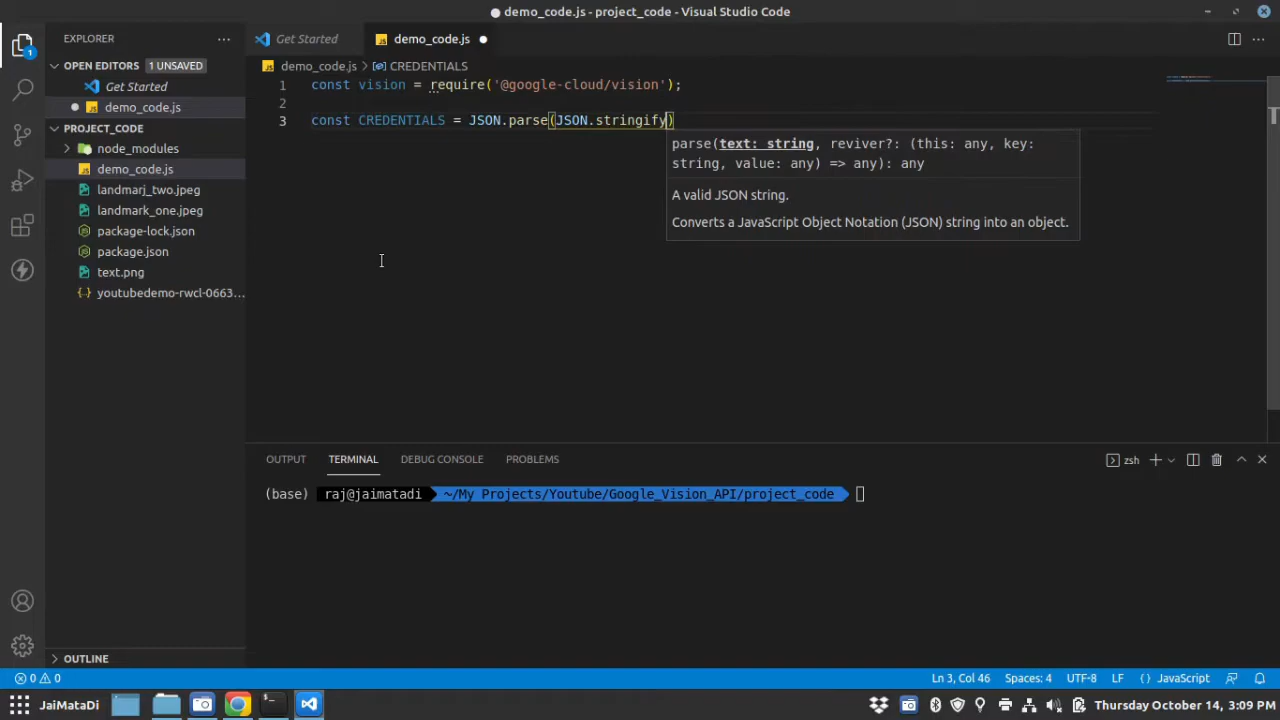 demo_code.js - project_code - Visual Studio Code
EXPLORER
Get Started
demo_code.js
OPEN EDITORS
1 UNSAVED
demo_code.js
CREDENTIALS
Get Started
demo_code.js
PROJECT_CODE
node_modules
demo_code.js
landmarj_two.jpeg
landmark_one.jpeg
package-lock.json
package.json
text.png
youtubedemo-rwcl-0663...
OUTLINE
1 const vision = require('@google-cloud/vision');
2
3 const CREDENTIALS = JSON.parse(JSON.stringify)
parse(text: string, reviver?: (this: any, key:
string, value: any) => any): any
A valid JSON string.
Converts a JavaScript Object Notation (JSON) string into an object.
OUTPUT TERMINAL DEBUG CONSOLE PROBLEMS
zsh
(base) raj@jaimatadi ~/My Projects/Youtube/Google_Vision_API/project_code
1
0 0
Ln 3, Col 46 Spaces: 4 UTF-8 LF { } JavaScript
JaiMaTaDi
Thursday October 14, 3:09 PM